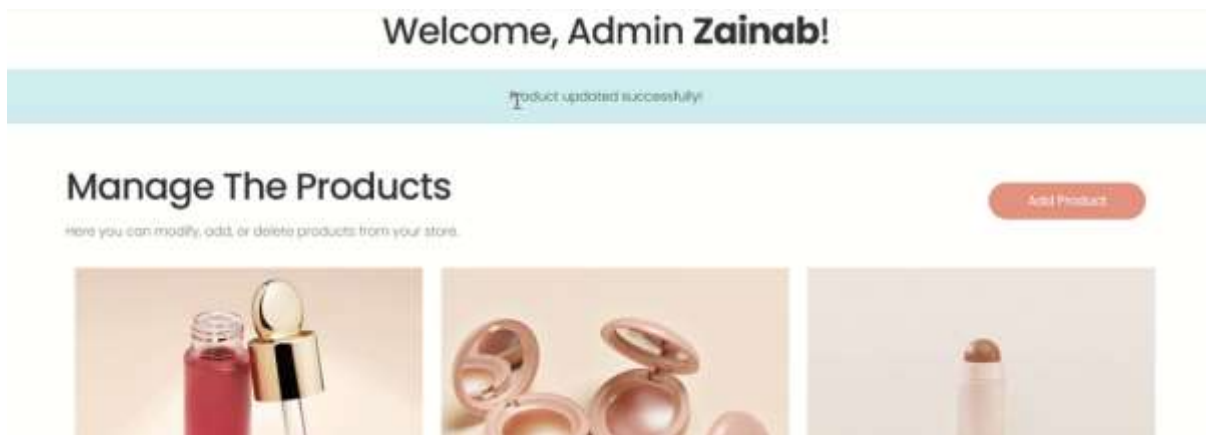 Welcome, Admin Zainab!
Product updated successfully!
Manage The Products
Add Product
Here you can modify, add, or delete products from your store.